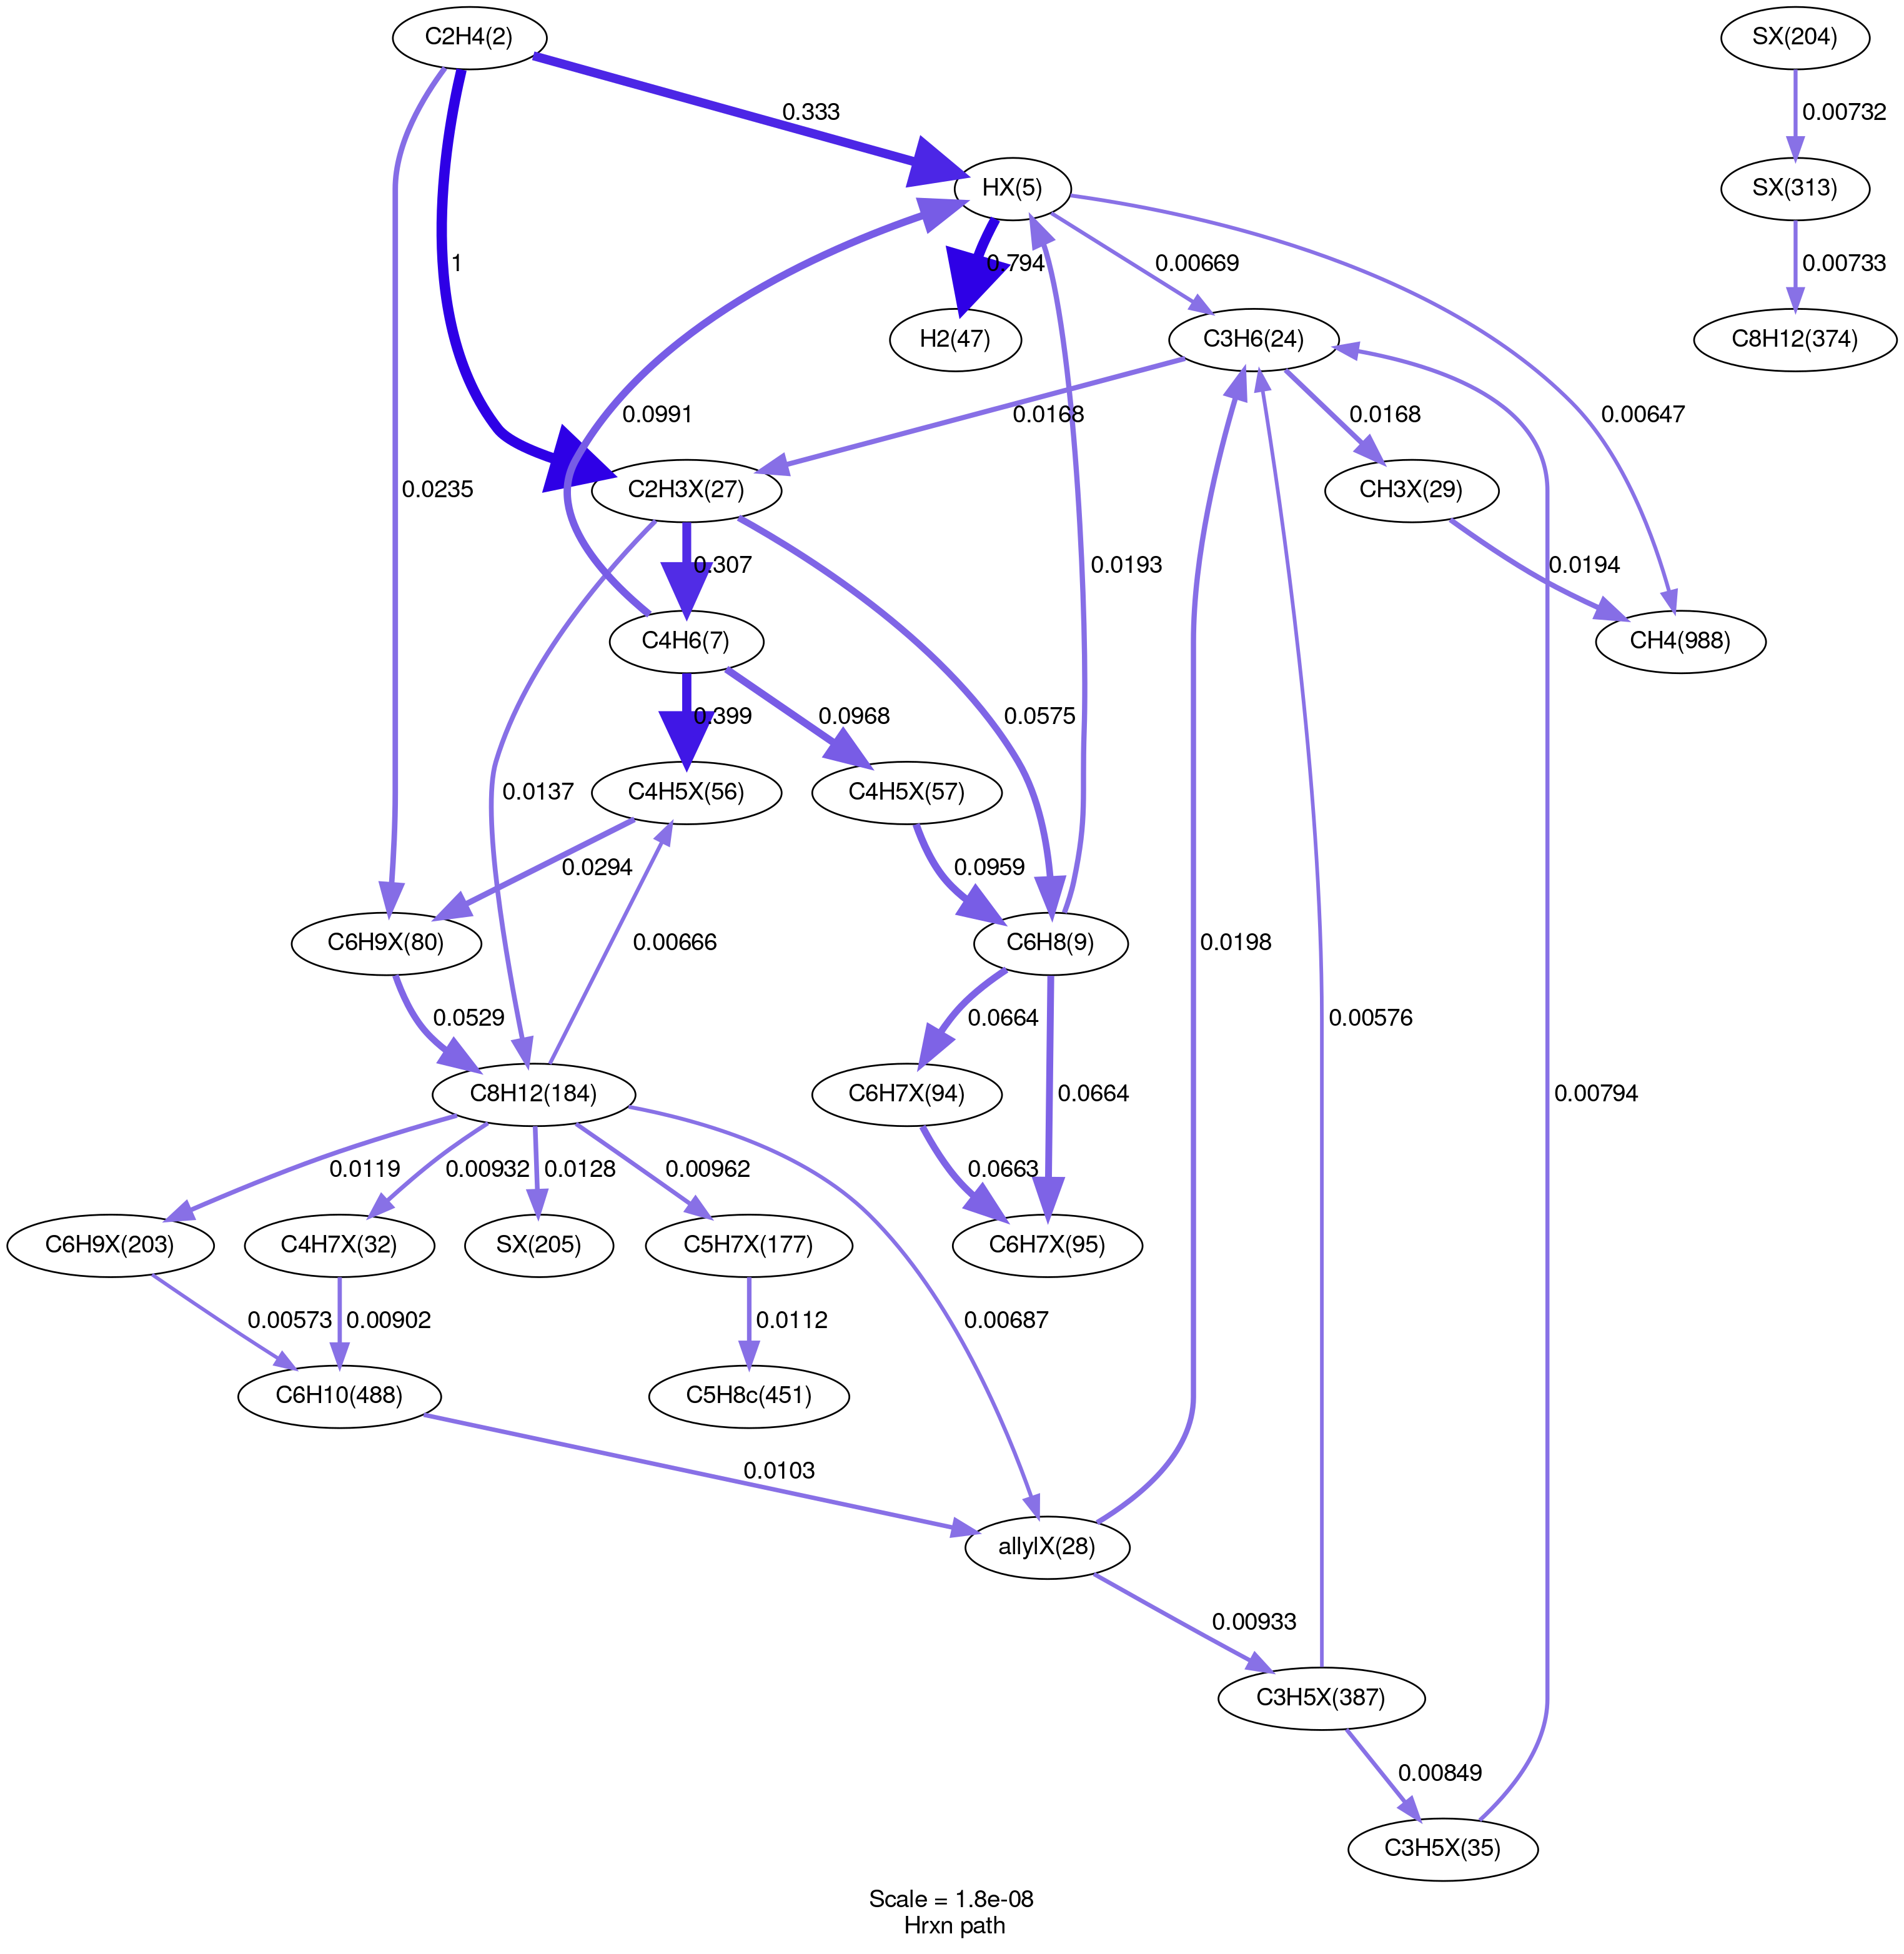 C2H4(2)
SX(204)
0.333
0.00732
HX(5)
SX(313)
1
0.794
0.00669
0.00733
H2(47)
C3H6(24)
C8H12(374)
0.0991
0.0168
0.0168
0.00647
0.0235
C2H3X(27)
CH3X(29)
0.307
0.0193
0.0194
C4H6(7)
CH4(988)
0.399
0.0968
0.0575
0.0137
C4H5X(56)
C4H5X(57)
0.0294
0.0959
C6H9X(80)
0.00666
C6H8(9)
0.0198
0.0529
0.0664
0.00576
C8H12(184)
C6H7X(94)
0.0664
0.00794
0.0119
0.00932
0.0128
0.00962
0.0663
C6H9X(203)
C4H7X(32)
SX(205)
C5H7X(177)
C6H7X(95)
0.00573
0.00902
0.0112
0.00687
C6H10(488)
C5H8c(451)
0.0103
allylX(28)
0.00933
C3H5X(387)
0.00849
C3H5X(35)
Scale = 1.8e-08
Hrxn path